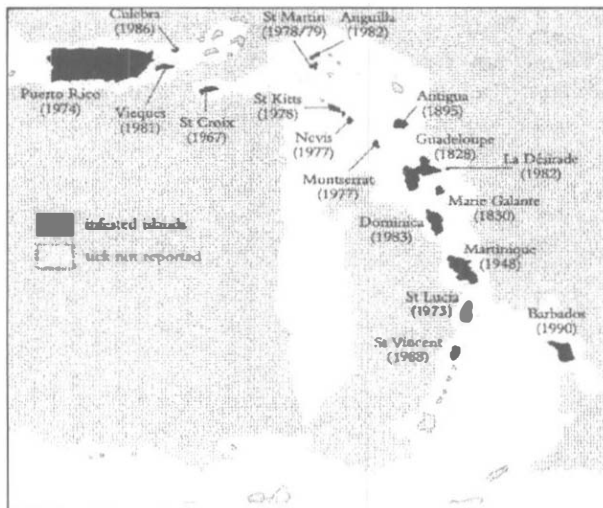 Culebra
(1986)
St Martin
(1978/79)
Anguilla
(1982)
Puerto Rico
(1974)
Vieques
(1981)
St Croix
(1967)
St Kitts
(1978)
Nevis
(1977)
Antigua
(1895)
Guadeloupe
(1828)
La Désirade
(1982)
Montserrat
(1977)
Marie Galante
(1830)
Dominica
(1983)
infested islands
tick not reported
Martinique
(1948)
St Lucia
(1973)
Barbados
(1990)
St Vincent
(1988)